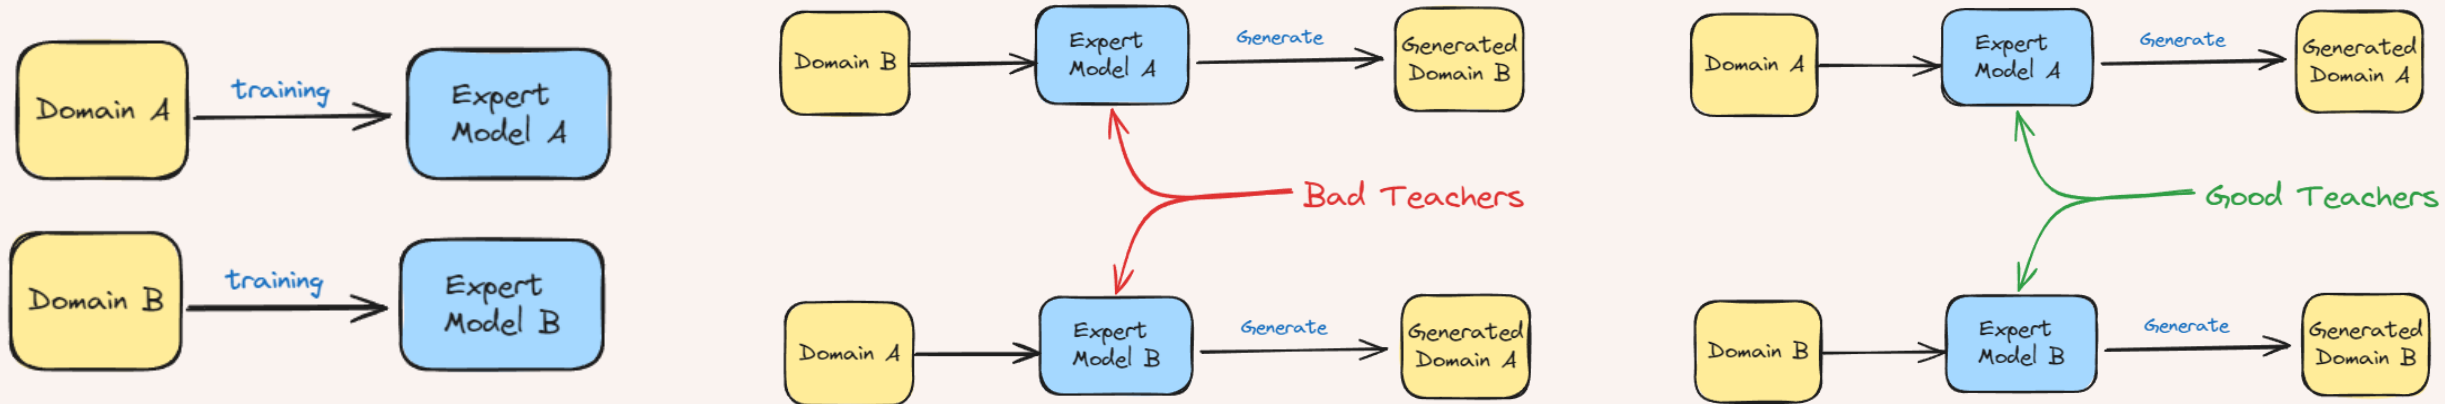 Domain A
training
Expert
Model A
Domain B
training
Expert
Model B
Domain B
Expert
Model A
Generate
Generated
Domain B
Bad Teachers
Domain A
Expert
Model B
Generate
Generated
Domain A
Domain A
Expert
Model A
Generate
Generated
Domain A
Good Teachers
Domain B
Expert
Model B
Generate
Generated
Domain B